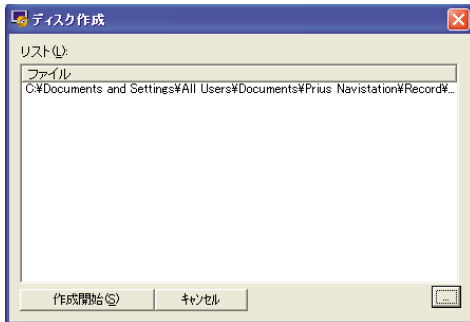 ディスク作成
リスト(L):
ファイル
C:¥Documents and Settings¥All Users¥Documents¥Prius Navistation¥Record¥...
作成開始(S) キャンセル ...